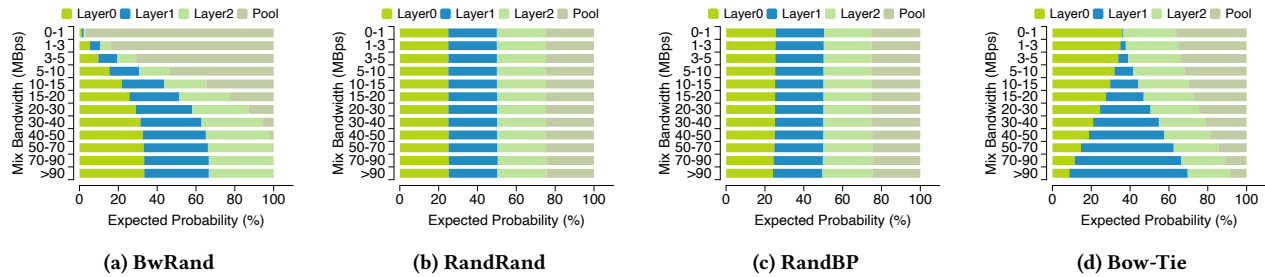 Layer0 Layer1 Layer2 Pool
Mix Bandwidth (MBps)
0-1
1-3
3-5
5-10
10-15
15-20
20-30
30-40
40-50
50-70
70-90
>90
0 20 40 60 80 100
Expected Probability (%)
(a) BwRand
Layer0 Layer1 Layer2 Pool
Mix Bandwidth (MBps)
0-1
1-3
3-5
5-10
10-15
15-20
20-30
30-40
40-50
50-70
70-90
>90
0 20 40 60 80 100
Expected Probability (%)
(b) RandRand
Layer0 Layer1 Layer2 Pool
Mix Bandwidth (MBps)
0-1
1-3
3-5
5-10
10-15
15-20
20-30
30-40
40-50
50-70
70-90
>90
0 20 40 60 80 100
Expected Probability (%)
(c) RandBP
Layer0 Layer1 Layer2 Pool
Mix Bandwidth (MBps)
0-1
1-3
3-5
5-10
10-15
15-20
20-30
30-40
40-50
50-70
70-90
>90
0 20 40 60 80 100
Expected Probability (%)
(d) Bow-Tie